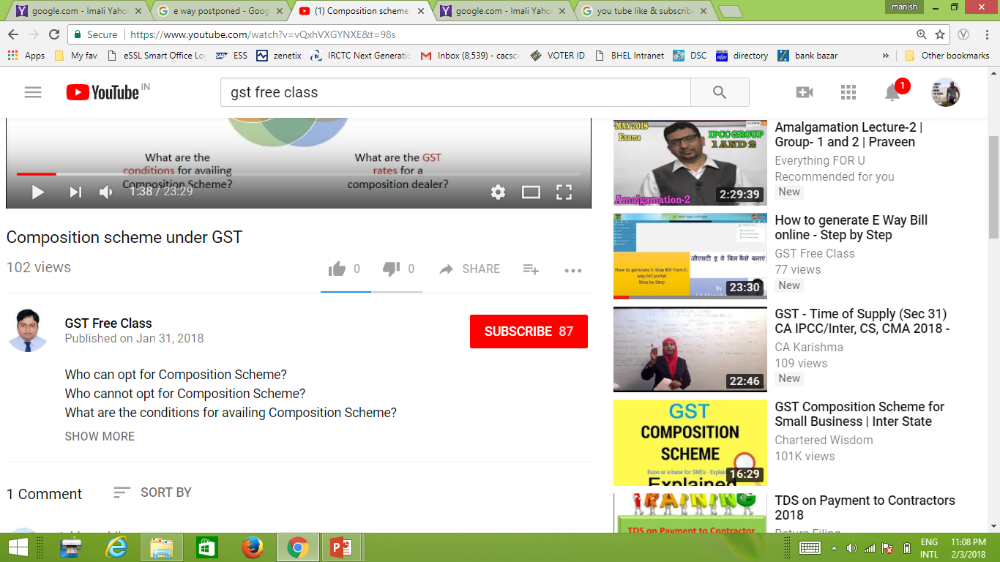 google.com - Imali Yaho
e way postponed - Goog
(1) Composition scheme
google.com - Imali Yaho
you tube like & subscribe
manish
Secure
https://www.youtube.com/watch?v=vQxhVXGYNXE&t=98s
Apps
My fav
eSSL Smart Office Lo
ESS
zenetix
IRCTC Next Generatio
Inbox (8,539) - cacscv
VOTER ID
BHEL Intranet
DSC
directory
bank bazar
»
Other bookmarks
YouTube IN
gst free class
1
What are the
conditions for availing
Composition Scheme?
What are the GST
rates for a
composition dealer?
1:38 / 23:29
Composition scheme under GST
102 views
0
0
SHARE
GST Free Class
Published on Jan 31, 2018
SUBSCRIBE 87
Who can opt for Composition Scheme?
Who cannot opt for Composition Scheme?
What are the conditions for availing Composition Scheme?
SHOW MORE
1 Comment
SORT BY
MAY 2018
Exams
IPCC GROUP
1 AND 2
Amalgamation-2
2:29:39
Amalgamation Lecture-2 |
Group- 1 and 2 | Praveen
Everything FOR U
Recommended for you
New
जीएसटी इ वे बिल कैसे बनाएं
How to generate E-Way Bill from E-
way bill portal
Step by Step
By
23:30
How to generate E Way Bill
online - Step by Step
GST Free Class
77 views
New
22:46
GST - Time of Supply (Sec 31)
CA IPCC/Inter, CS, CMA 2018 -
CA Karishma
109 views
New
GST
COMPOSITION
SCHEME
Boon or a bane for SMEs - Explai
Explained
16:29
GST Composition Scheme for
Small Business | Inter State
Chartered Wisdom
101K views
TRAINING
TDS on Payment to Contractor
TDS on Payment to Contractors
2018
Return Filing
ENG
INTL
11:08 PM
2/3/2018